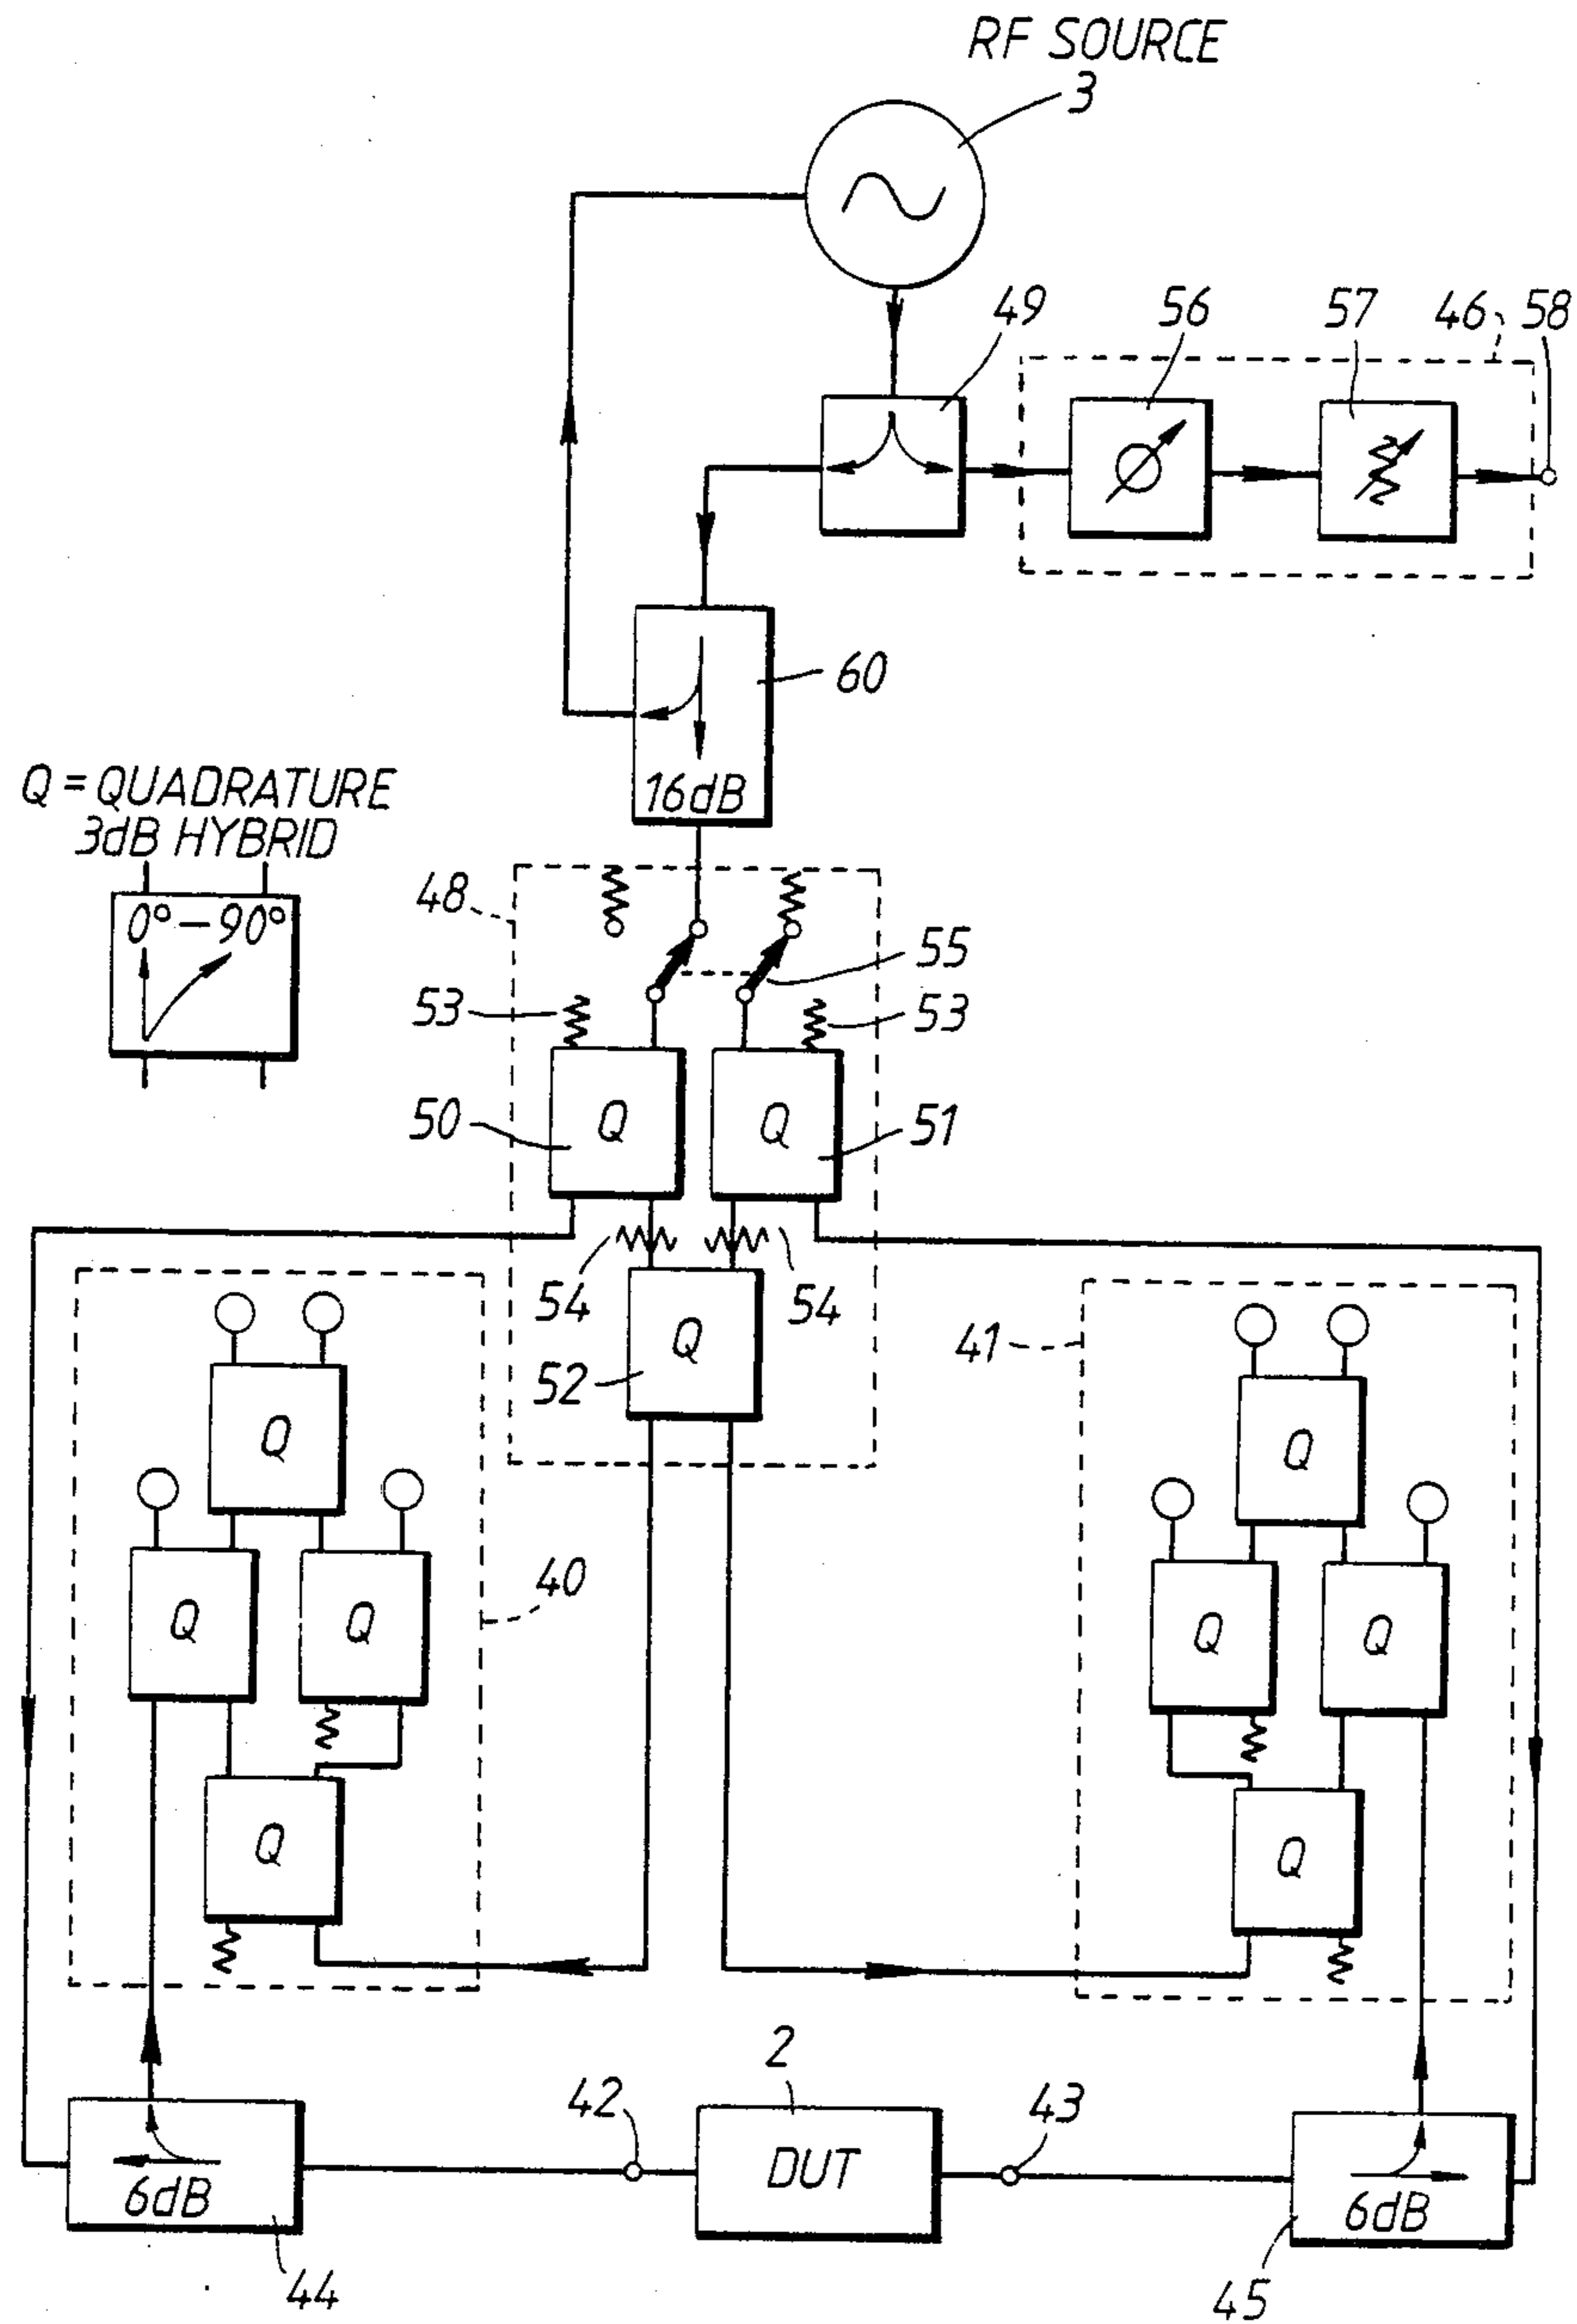 RF SOURCE
3
49
56
57
46
58
60
16dB
Q = QUADRATURE
3dB HYBRID
0° – 90°
48
55
53
53
50
Q
Q
51
54
54
52
Q
41
Q
Q
40
Q
Q
Q
Q
Q
Q
Q
2
42
43
DUT
6dB
6dB
44
45